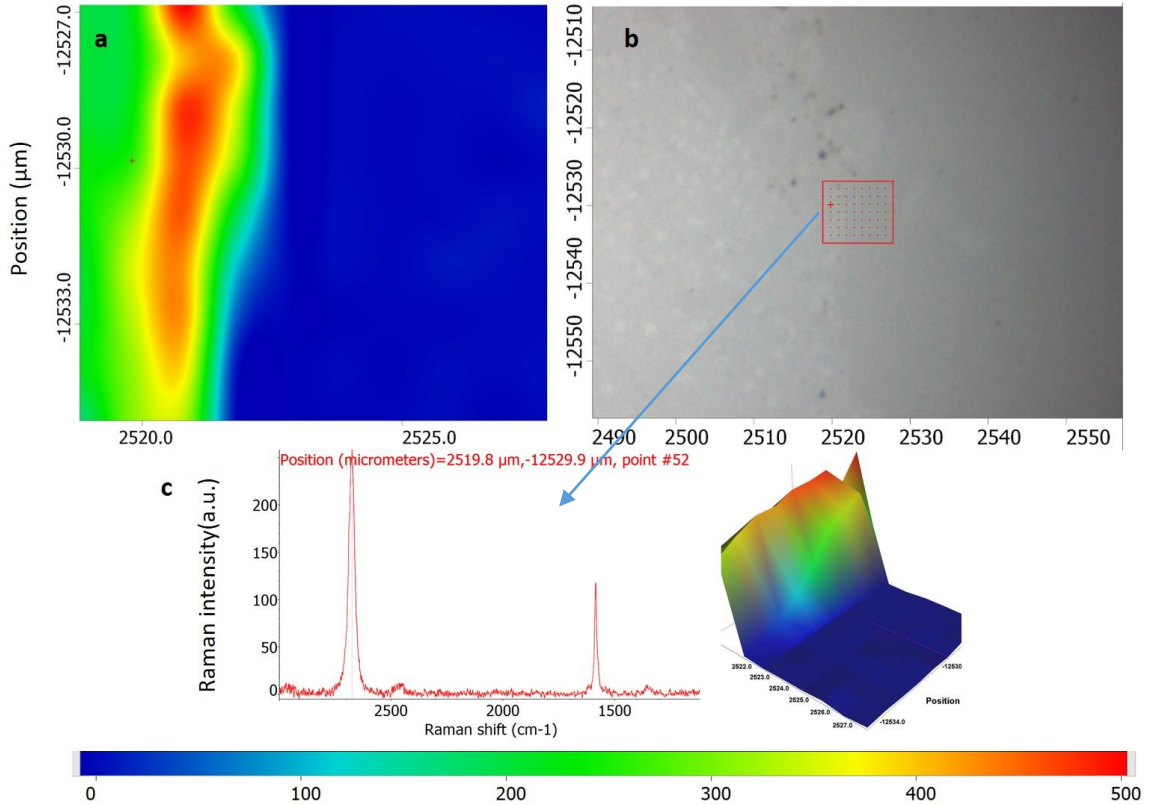 a
b
Position (µm)
-12527.0
-12530.0
-12533.0
2520.0
2525.0
-12510
-12520
-12530
-12540
-12550
2490 2500 2510 2520 2530 2540 2550
c
Position (micrometers)=2519.8 µm,-12529.9 µm, point #52
Raman intensity(a.u.)
200
150
100
50
0
2500 2000 1500
Raman shift (cm-1)
2522.0
2523.0
2524.0
2525.0
2526.0
2527.0
-12530
-12534.0
Position
0 100 200 300 400 500